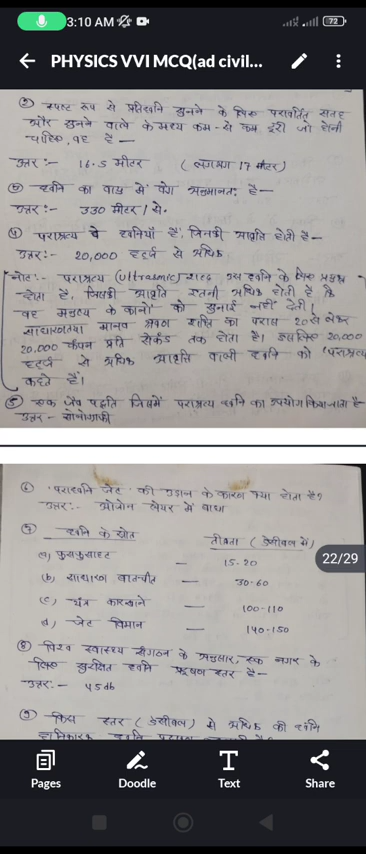 3:10 AM
72
PHYSICS VVI MCQ(ad civil...
③ स्पष्ट रूप से प्रतिध्वनि सुनने के लिए परावर्तित सतह
और सुनने वाले के मध्य कम-से कम दूरी जो होनी
चाहिए, वह है —
उत्तर:- 16.5 मीटर (लगभग 17 मीटर)
ध्वनि का वायु में वेग अनुमानतः है—
उत्तर:- 330 मीटर / से.
④ पराश्रव्य वे ध्वनियाँ हैं, जिनकी आवृति होती है—
उत्तर:- 20,000 हर्ट्ज से अधिक
नोट:- पराश्रव्य (Ultrasonic) शब्द उस ध्वनि के लिए प्रयुक्त
होता है, जिसकी आवृति इतनी अधिक होती है कि
वह मनुष्य के कानों को सुनाई नहीं देती।
साधारणतया मानव श्रवण शक्ति का परास 20 से लेकर
20,000 कंपन प्रति सेकेंड तक होता है। इसलिए 20,000
हर्ट्ज से अधिक आवृति वाली ध्वनि को 'पराश्रव्य
कहते हैं।
⑤ एक जैव पद्धति जिसमें पराश्रव्य ध्वनि का उपयोग किया जाता है-
उत्तर - सोनोग्राफी
⑥ पराध्वनि जेट की उड़ान के कारण क्या होता है?
उत्तर:- ओजोन लेयर में बाधा
⑦ ध्वनि के स्रोत तीव्रता (डेसीबल में)
(a) फुसफुसाहट — 15-20
(b) साधारण बातचीत — 30-60
(c) कारखाने — 100-110
d) जेट विमान — 140-150
22/29
⑧ विश्व स्वास्थ्य संगठन के अनुसार, एक नगर के
लिए सुरक्षित ध्वनि प्रदूषण स्तर है-
उत्तर:- 45db
⑨ किस स्तर (डेसीबल) से अधिक की ध्वनि
हानिकारक ध्वनि
Pages
Doodle
Text
Share